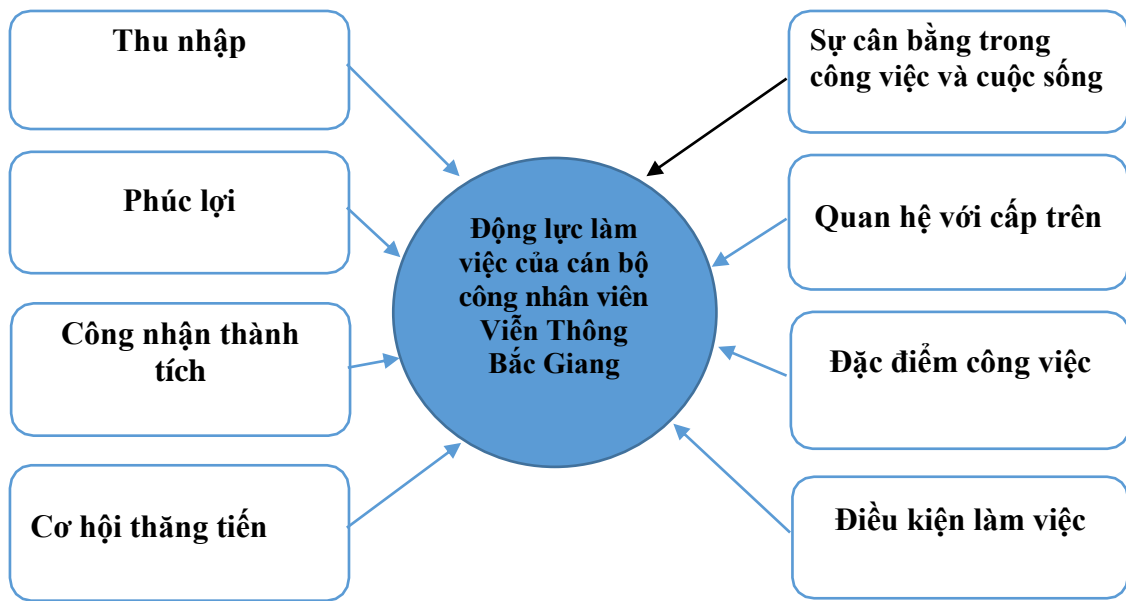 Thu nhập
Phúc lợi
Công nhận thành
tích
Cơ hội thăng tiến
Động lực làm
việc của cán bộ
công nhân viên
Viễn Thông
Bắc Giang
Sự cân bằng trong
công việc và cuộc sống
Quan hệ với cấp trên
Đặc điểm công việc
Điều kiện làm việc